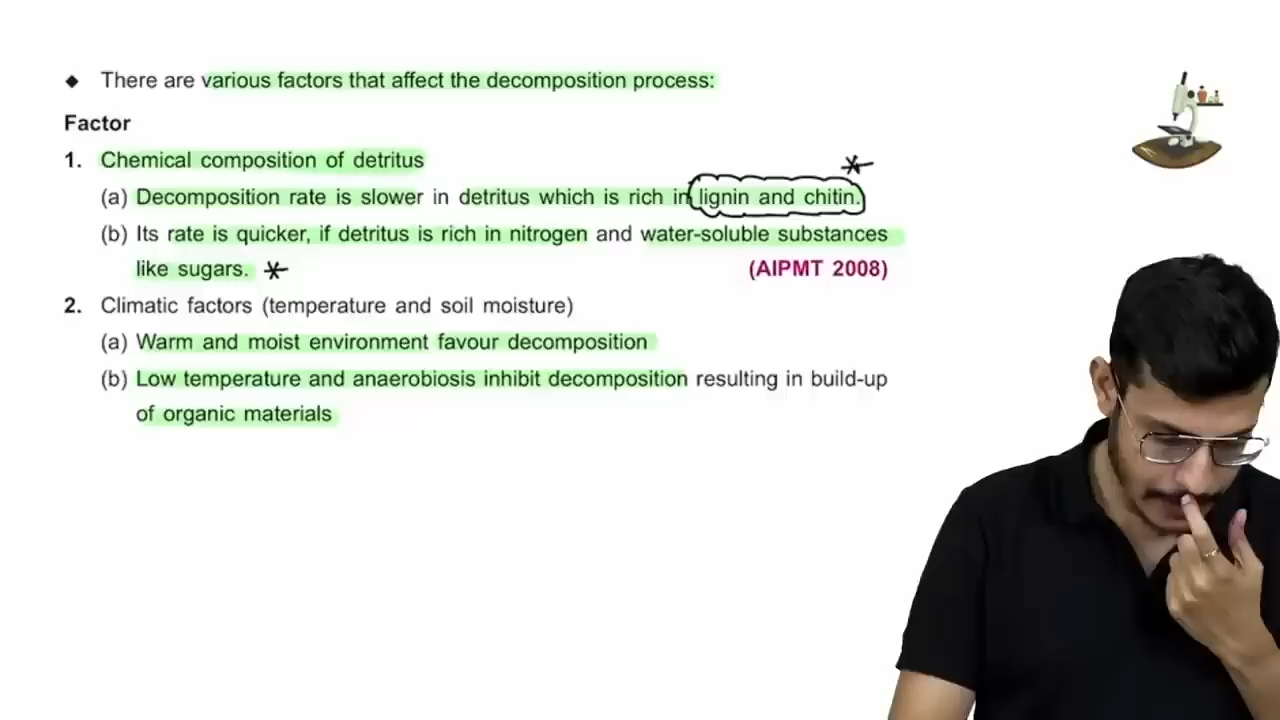 ◆ There are various factors that affect the decomposition process:
Factor
1. Chemical composition of detritus
(a) Decomposition rate is slower in detritus which is rich in lignin and chitin.
(b) Its rate is quicker, if detritus is rich in nitrogen and water-soluble substances
like sugars. (AIPMT 2008)
2. Climatic factors (temperature and soil moisture)
(a) Warm and moist environment favour decomposition
(b) Low temperature and anaerobiosis inhibit decomposition resulting in build-up
of organic materials